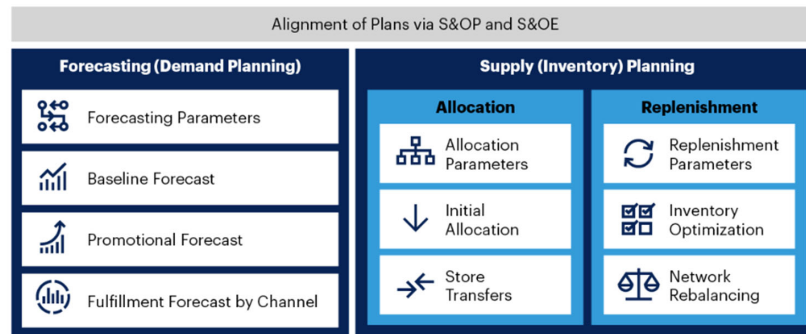 Alignment of Plans via S&OP and S&OE
Forecasting (Demand Planning)
Forecasting Parameters
Baseline Forecast
Promotional Forecast
Fulfillment Forecast by Channel
Supply (Inventory) Planning
Allocation
Allocation
Parameters
Initial
Allocation
Store
Transfers
Replenishment
Replenishment
Parameters
Inventory
Optimization
Network
Rebalancing